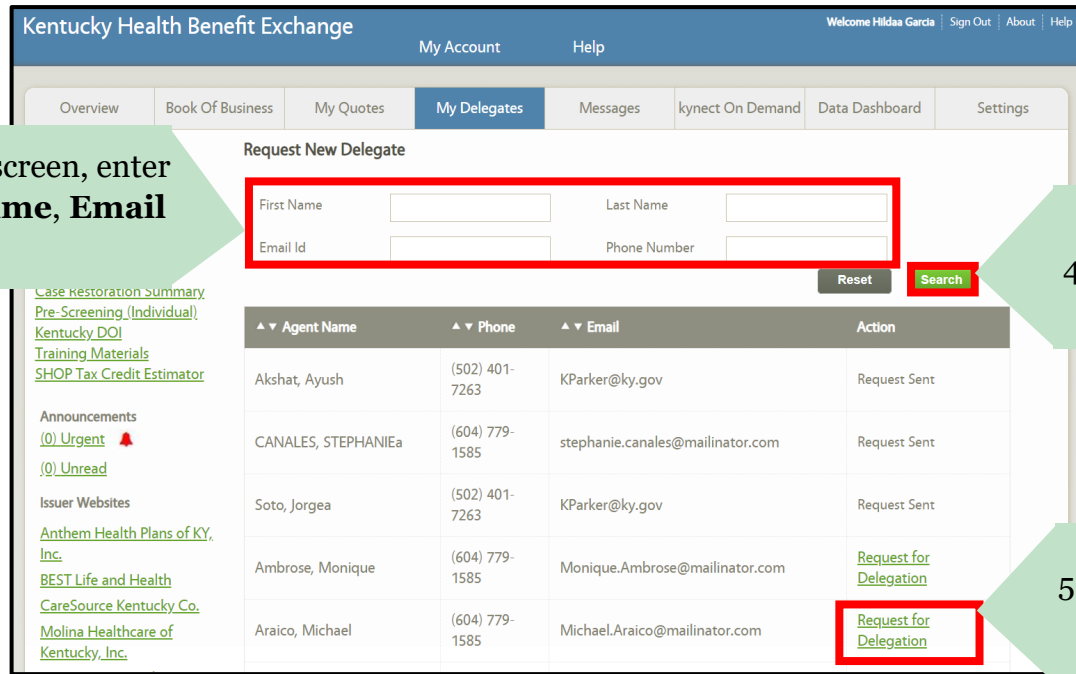 Kentucky Health Benefit Exchange
Welcome Hildaa Garcia Sign Out About Help
My Account Help
Overview Book Of Business My Quotes My Delegates Messages kynect On Demand Data Dashboard Settings
screen, enter
me, Email
Request New Delegate
First Name Last Name
Email Id Phone Number
Reset Search
4
Case Restoration Summary
Pre-Screening (Individual)
Kentucky DOI
Training Materials
SHOP Tax Credit Estimator
Announcements
(0) Urgent
(0) Unread
Issuer Websites
Anthem Health Plans of KY,
Inc.
BEST Life and Health
CareSource Kentucky Co.
Molina Healthcare of
Kentucky, Inc.
▲▼ Agent Name ▲▼ Phone ▲▼ Email Action
Akshat, Ayush (502) 401-
7263 KParker@ky.gov Request Sent
CANALES, STEPHANIEa (604) 779-
1585 stephanie.canales@mailinator.com Request Sent
Soto, Jorgea (502) 401-
7263 KParker@ky.gov Request Sent
Ambrose, Monique (604) 779-
1585 Monique.Ambrose@mailinator.com Request for
Delegation
Araico, Michael (604) 779-
1585 Michael.Araico@mailinator.com Request for
Delegation
5